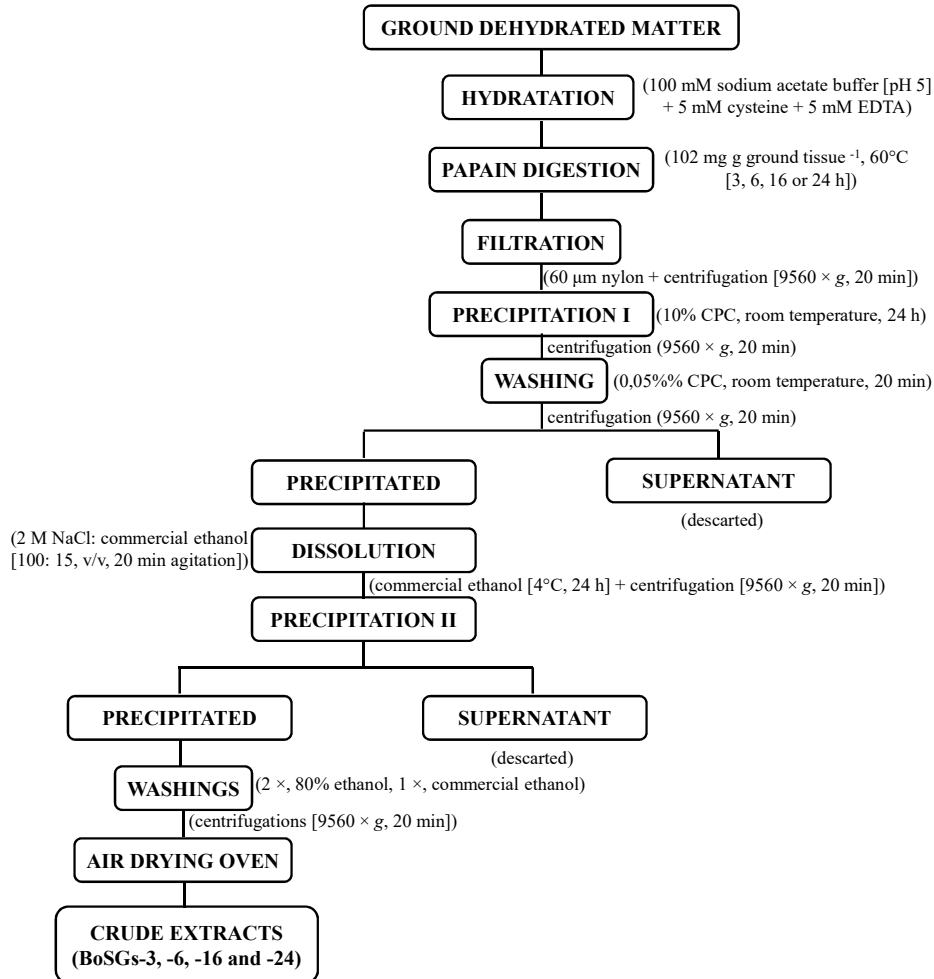 GROUND DEHYDRATED MATTER
HYDRATATION
(100 mM sodium acetate buffer [pH 5]
+ 5 mM cysteine + 5 mM EDTA)
PAPAIN DIGESTION
(102 mg g ground tissue -1, 60°C
[3, 6, 16 or 24 h])
FILTRATION
(60 μm nylon + centrifugation [9560 × g, 20 min])
PRECIPITATION I
(10% CPC, room temperature, 24 h)
centrifugation (9560 × g, 20 min)
WASHING
(0,05%% CPC, room temperature, 20 min)
centrifugation (9560 × g, 20 min)
PRECIPITATED
SUPERNATANT
(descarted)
(2 M NaCl: commercial ethanol
[100: 15, v/v, 20 min agitation])
DISSOLUTION
(commercial ethanol [4°C, 24 h] + centrifugation [9560 × g, 20 min])
PRECIPITATION II
PRECIPITATED
SUPERNATANT
(descarted)
WASHINGS
(2 ×, 80% ethanol, 1 ×, commercial ethanol)
(centrifugations [9560 × g, 20 min])
AIR DRYING OVEN
CRUDE EXTRACTS
(BoSGs-3, -6, -16 and -24)